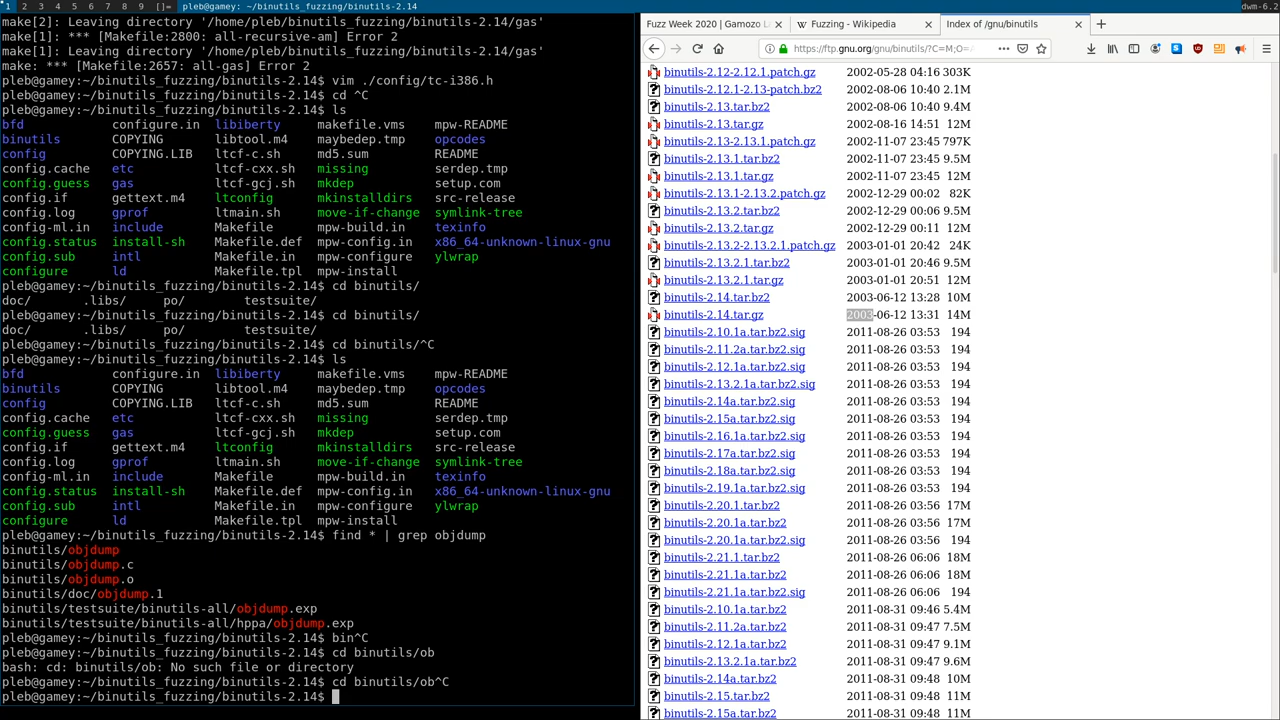 1 2 3 4 5 6 7 8 9 []= pleb@gamey: ~/binutils_fuzzing/binutils-2.14 dwm-6.2
make[2]: Leaving directory '/home/pleb/binutils_fuzzing/binutils-2.14/gas'
make[1]: *** [Makefile:2800: all-recursive-am] Error 2
make[1]: Leaving directory '/home/pleb/binutils_fuzzing/binutils-2.14/gas'
make: *** [Makefile:2657: all-gas] Error 2
pleb@gamey:~/binutils_fuzzing/binutils-2.14$ vim ./config/tc-i386.h
pleb@gamey:~/binutils_fuzzing/binutils-2.14$ cd ^C
pleb@gamey:~/binutils_fuzzing/binutils-2.14$ ls
bfd configure.in libiberty makefile.vms mpw-README
binutils COPYING libtool.m4 maybedep.tmp opcodes
config COPYING.LIB ltcf-c.sh md5.sum README
config.cache etc ltcf-cxx.sh missing serdep.tmp
config.guess gas ltcf-gcj.sh mkdep setup.com
config.if gettext.m4 ltconfig mkinstalldirs src-release
config.log gprof ltmain.sh move-if-change symlink-tree
config-ml.in include Makefile mpw-build.in texinfo
config.status install-sh Makefile.def mpw-config.in x86_64-unknown-linux-gnu
config.sub intl Makefile.in mpw-configure ylwrap
configure ld Makefile.tpl mpw-install
pleb@gamey:~/binutils_fuzzing/binutils-2.14$ cd binutils/
doc/ .libs/ po/ testsuite/
pleb@gamey:~/binutils_fuzzing/binutils-2.14$ cd binutils/
doc/ .libs/ po/ testsuite/
pleb@gamey:~/binutils_fuzzing/binutils-2.14$ cd binutils/^C
pleb@gamey:~/binutils_fuzzing/binutils-2.14$ ls
bfd configure.in libiberty makefile.vms mpw-README
binutils COPYING libtool.m4 maybedep.tmp opcodes
config COPYING.LIB ltcf-c.sh md5.sum README
config.cache etc ltcf-cxx.sh missing serdep.tmp
config.guess gas ltcf-gcj.sh mkdep setup.com
config.if gettext.m4 ltconfig mkinstalldirs src-release
config.log gprof ltmain.sh move-if-change symlink-tree
config-ml.in include Makefile mpw-build.in texinfo
config.status install-sh Makefile.def mpw-config.in x86_64-unknown-linux-gnu
config.sub intl Makefile.in mpw-configure ylwrap
configure ld Makefile.tpl mpw-install
pleb@gamey:~/binutils_fuzzing/binutils-2.14$ find * | grep objdump
binutils/objdump
binutils/objdump.c
binutils/objdump.o
binutils/doc/objdump.1
binutils/testsuite/binutils-all/objdump.exp
binutils/testsuite/binutils-all/hppa/objdump.exp
pleb@gamey:~/binutils_fuzzing/binutils-2.14$ bin^C
pleb@gamey:~/binutils_fuzzing/binutils-2.14$ cd binutils/ob
bash: cd: binutils/ob: No such file or directory
pleb@gamey:~/binutils_fuzzing/binutils-2.14$ cd binutils/ob^C
pleb@gamey:~/binutils_fuzzing/binutils-2.14$
Fuzz Week 2020 | Gamozo L
W Fuzzing - Wikipedia
Index of /gnu/binutils
https://ftp.gnu.org/gnu/binutils/?C=M;O=
binutils-2.12-2.12.1.patch.gz 2002-05-28 04:16 303K
binutils-2.12.1-2.13-patch.bz2 2002-08-06 10:40 2.1M
binutils-2.13.tar.bz2 2002-08-06 10:40 9.4M
binutils-2.13.tar.gz 2002-08-16 14:51 12M
binutils-2.13-2.13.1.patch.gz 2002-11-07 23:45 797K
binutils-2.13.1.tar.bz2 2002-11-07 23:45 9.5M
binutils-2.13.1.tar.gz 2002-11-07 23:45 12M
binutils-2.13.1-2.13.2.patch.gz 2002-12-29 00:02 82K
binutils-2.13.2.tar.bz2 2002-12-29 00:06 9.5M
binutils-2.13.2.tar.gz 2002-12-29 00:11 12M
binutils-2.13.2-2.13.2.1.patch.gz 2003-01-01 20:42 24K
binutils-2.13.2.1.tar.bz2 2003-01-01 20:46 9.5M
binutils-2.13.2.1.tar.gz 2003-01-01 20:51 12M
binutils-2.14.tar.bz2 2003-06-12 13:28 10M
binutils-2.14.tar.gz 2003-06-12 13:31 14M
binutils-2.10.1a.tar.bz2.sig 2011-08-26 03:53 194
binutils-2.11.2a.tar.bz2.sig 2011-08-26 03:53 194
binutils-2.12.1a.tar.bz2.sig 2011-08-26 03:53 194
binutils-2.13.2.1a.tar.bz2.sig 2011-08-26 03:53 194
binutils-2.14a.tar.bz2.sig 2011-08-26 03:53 194
binutils-2.15a.tar.bz2.sig 2011-08-26 03:53 194
binutils-2.16.1a.tar.bz2.sig 2011-08-26 03:53 194
binutils-2.17a.tar.bz2.sig 2011-08-26 03:53 194
binutils-2.18a.tar.bz2.sig 2011-08-26 03:53 194
binutils-2.19.1a.tar.bz2.sig 2011-08-26 03:53 194
binutils-2.20.1.tar.bz2 2011-08-26 03:53 17M
binutils-2.20.1a.tar.bz2 2011-08-26 03:53 17M
binutils-2.20.1a.tar.bz2.sig 2011-08-26 03:53 194
binutils-2.21.1.tar.bz2 2011-08-26 06:06 18M
binutils-2.21.1a.tar.bz2 2011-08-26 06:06 18M
binutils-2.21.1a.tar.bz2.sig 2011-08-26 06:06 194
binutils-2.10.1a.tar.bz2 2011-08-31 09:46 5.4M
binutils-2.11.2a.tar.bz2 2011-08-31 09:47 7.5M
binutils-2.12.1a.tar.bz2 2011-08-31 09:47 9.1M
binutils-2.13.2.1a.tar.bz2 2011-08-31 09:47 9.6M
binutils-2.14a.tar.bz2 2011-08-31 09:48 10M
binutils-2.15.tar.bz2 2011-08-31 09:48 11M
binutils-2.15a.tar.bz2 2011-08-31 09:48 11M